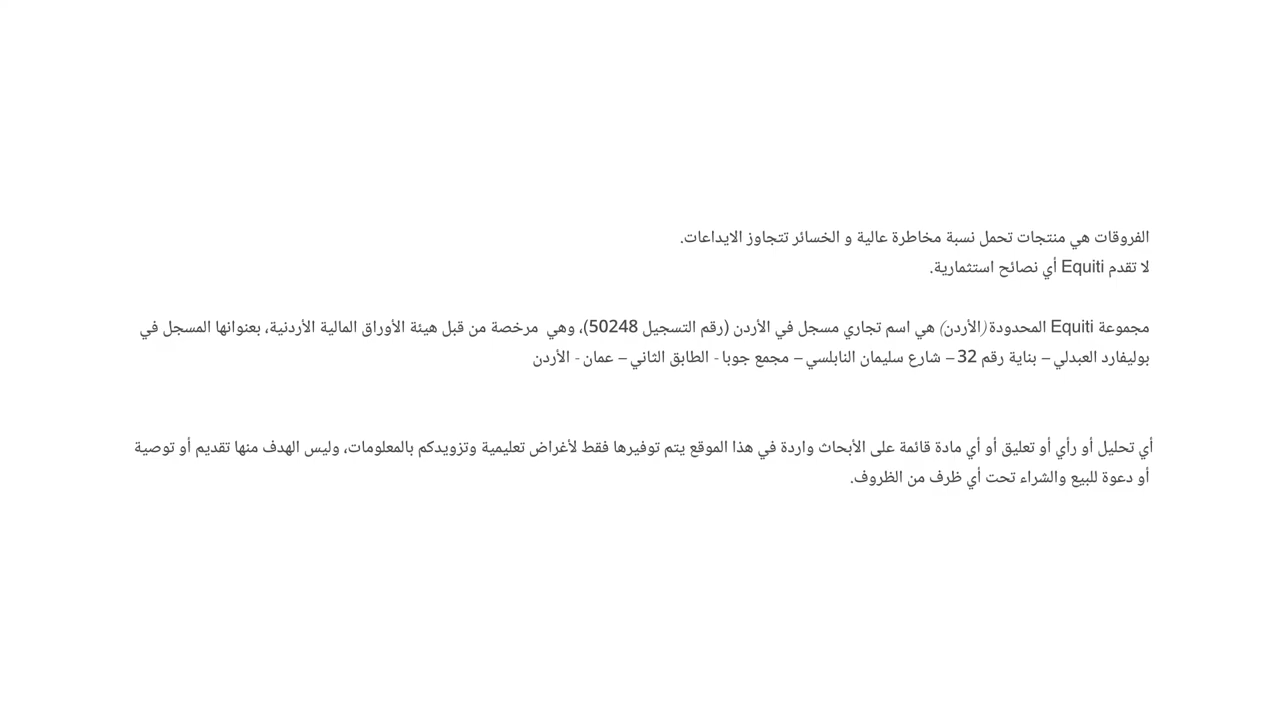 الفروقات هي منتجات تحمل نسبة مخاطرة عالية و الخسائر تتجاوز الايداعات.
لا تقدم Equiti أي نصائح استثمارية.
مجموعة Equiti المحدودة (الأردن) هي اسم تجاري مسجل في الأردن (رقم التسجيل 50248)، وهي مرخصة من قبل هيئة الأوراق المالية الأردنية، بعنوانها المسجل في
بوليفارد العبدلي – بناية رقم 32 – شارع سليمان النابلسي – مجمع جوبا - الطابق الثاني – عمان - الأردن
أي تحليل أو رأي أو تعليق أو أي مادة قائمة على الأبحاث واردة في هذا الموقع يتم توفيرها فقط لأغراض تعليمية وتزويدكم بالمعلومات، وليس الهدف منها تقديم أو توصية
أو دعوة للبيع والشراء تحت أي ظرف من الظروف.